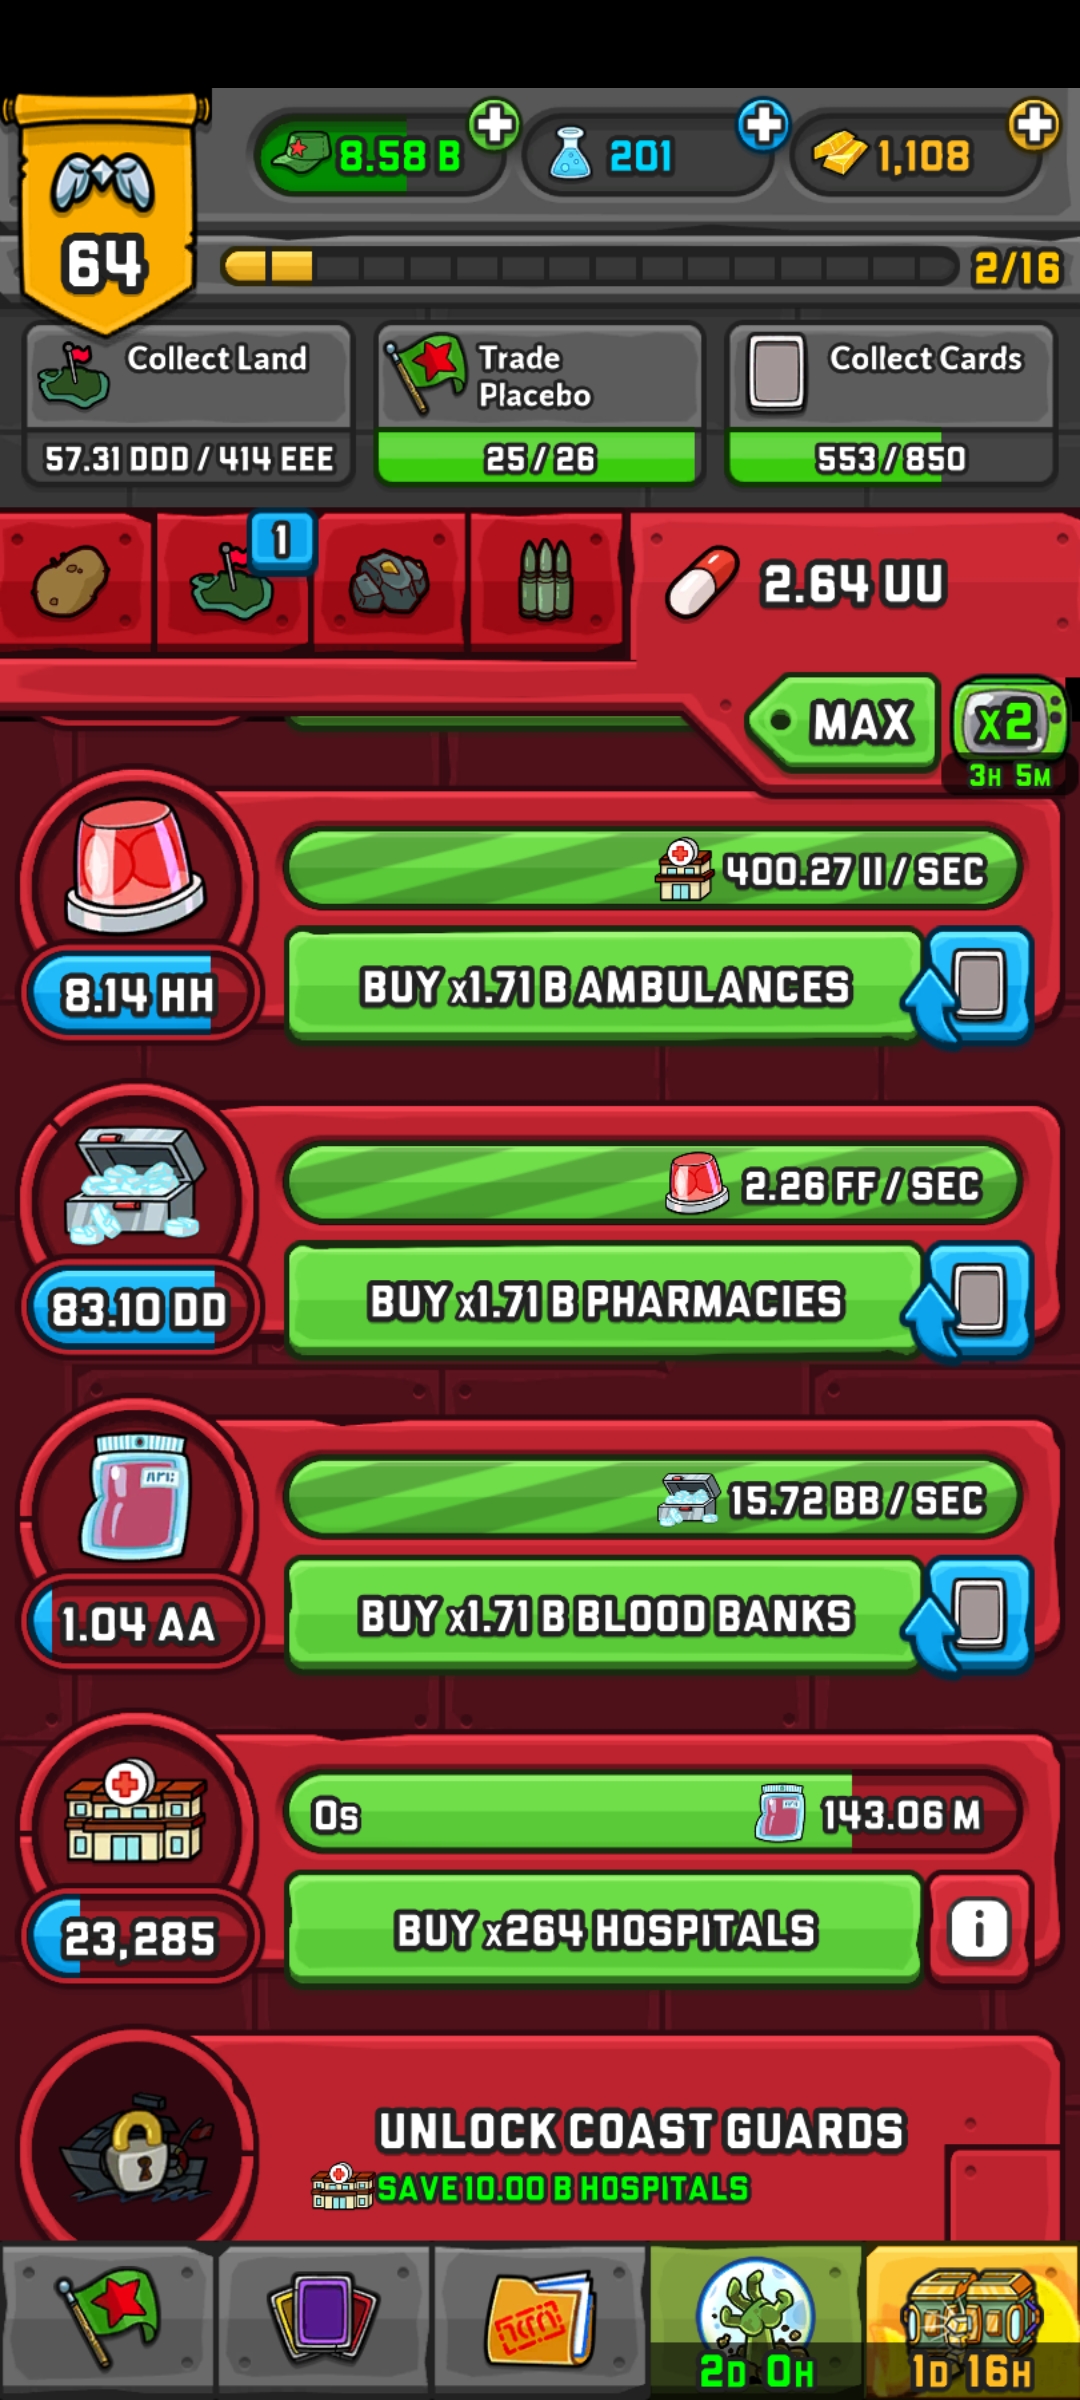 8.58 B
201
1,108
64
2/16
Collect Land
57.31 DDD / 414 EEE
Trade
Placebo
25 / 26
Collect Cards
553 / 850
1
2.64 UU
MAX
x2
3H 5M
400.27 II / SEC
8.14 HH
BUY x1.71 B AMBULANCES
2.26 FF / SEC
83.10 DD
BUY x1.71 B PHARMACIES
15.72 BB / SEC
1.04 AA
BUY x1.71 B BLOOD BANKS
0s
143.06 M
23,285
BUY x264 HOSPITALS
i
UNLOCK COAST GUARDS
SAVE 10.00 B HOSPITALS
2D 0H
1D 16H